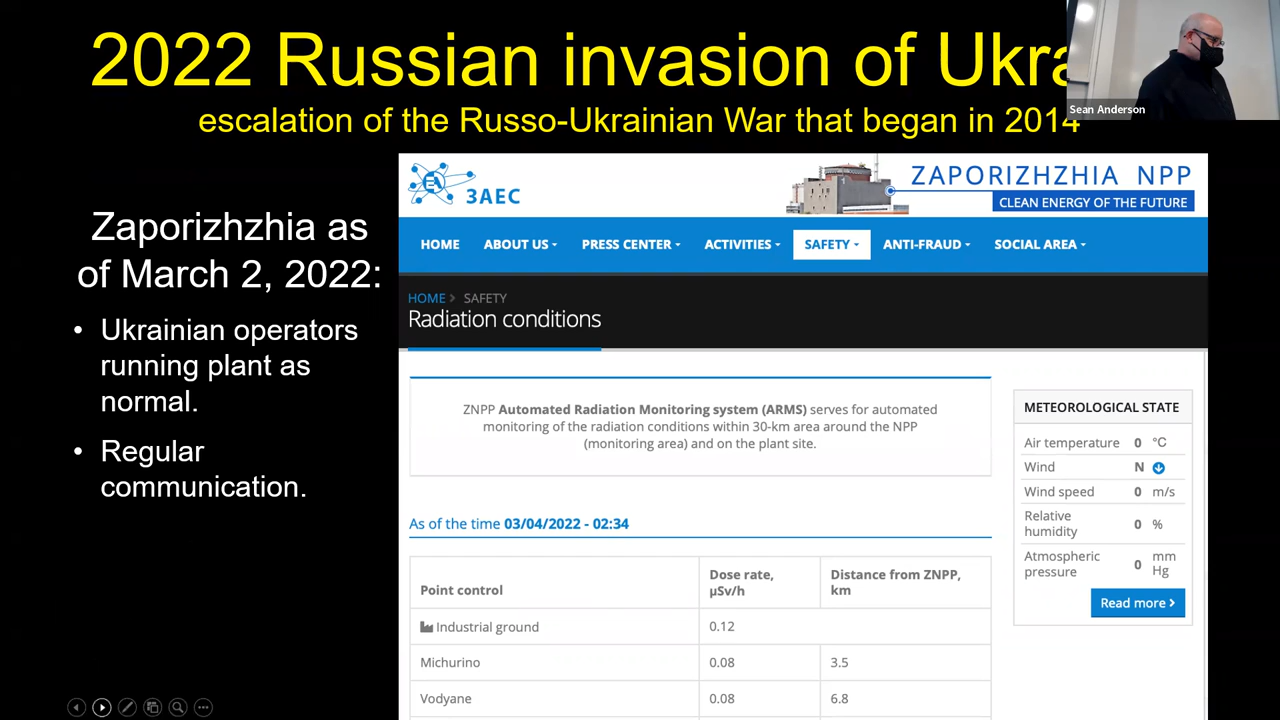 2022 Russian invasion of Ukra
escalation of the Russo-Ukrainian War that began in 2014
Sean Anderson
Zaporizhzhia as
of March 2, 2022:
• Ukrainian operators
running plant as
normal.
• Regular
communication.
ЗАЕС
ZAPORIZHZHIA NPP
CLEAN ENERGY OF THE FUTURE
HOME ABOUT US PRESS CENTER ACTIVITIES SAFETY ANTI-FRAUD SOCIAL AREA
HOME > SAFETY
Radiation conditions
ZNPP Automated Radiation Monitoring system (ARMS) serves for automated
monitoring of the radiation conditions within 30-km area around the NPP
(monitoring area) and on the plant site.
As of the time 03/04/2022 - 02:34
Point control Dose rate, µSv/h Distance from ZNPP, km
Industrial ground 0.12
Michurino 0.08 3.5
Vodyane 0.08 6.8
METEOROLOGICAL STATE
Air temperature 0 °C
Wind N
Wind speed 0 m/s
Relative humidity 0 %
Atmospheric pressure 0 mm Hg
Read more >